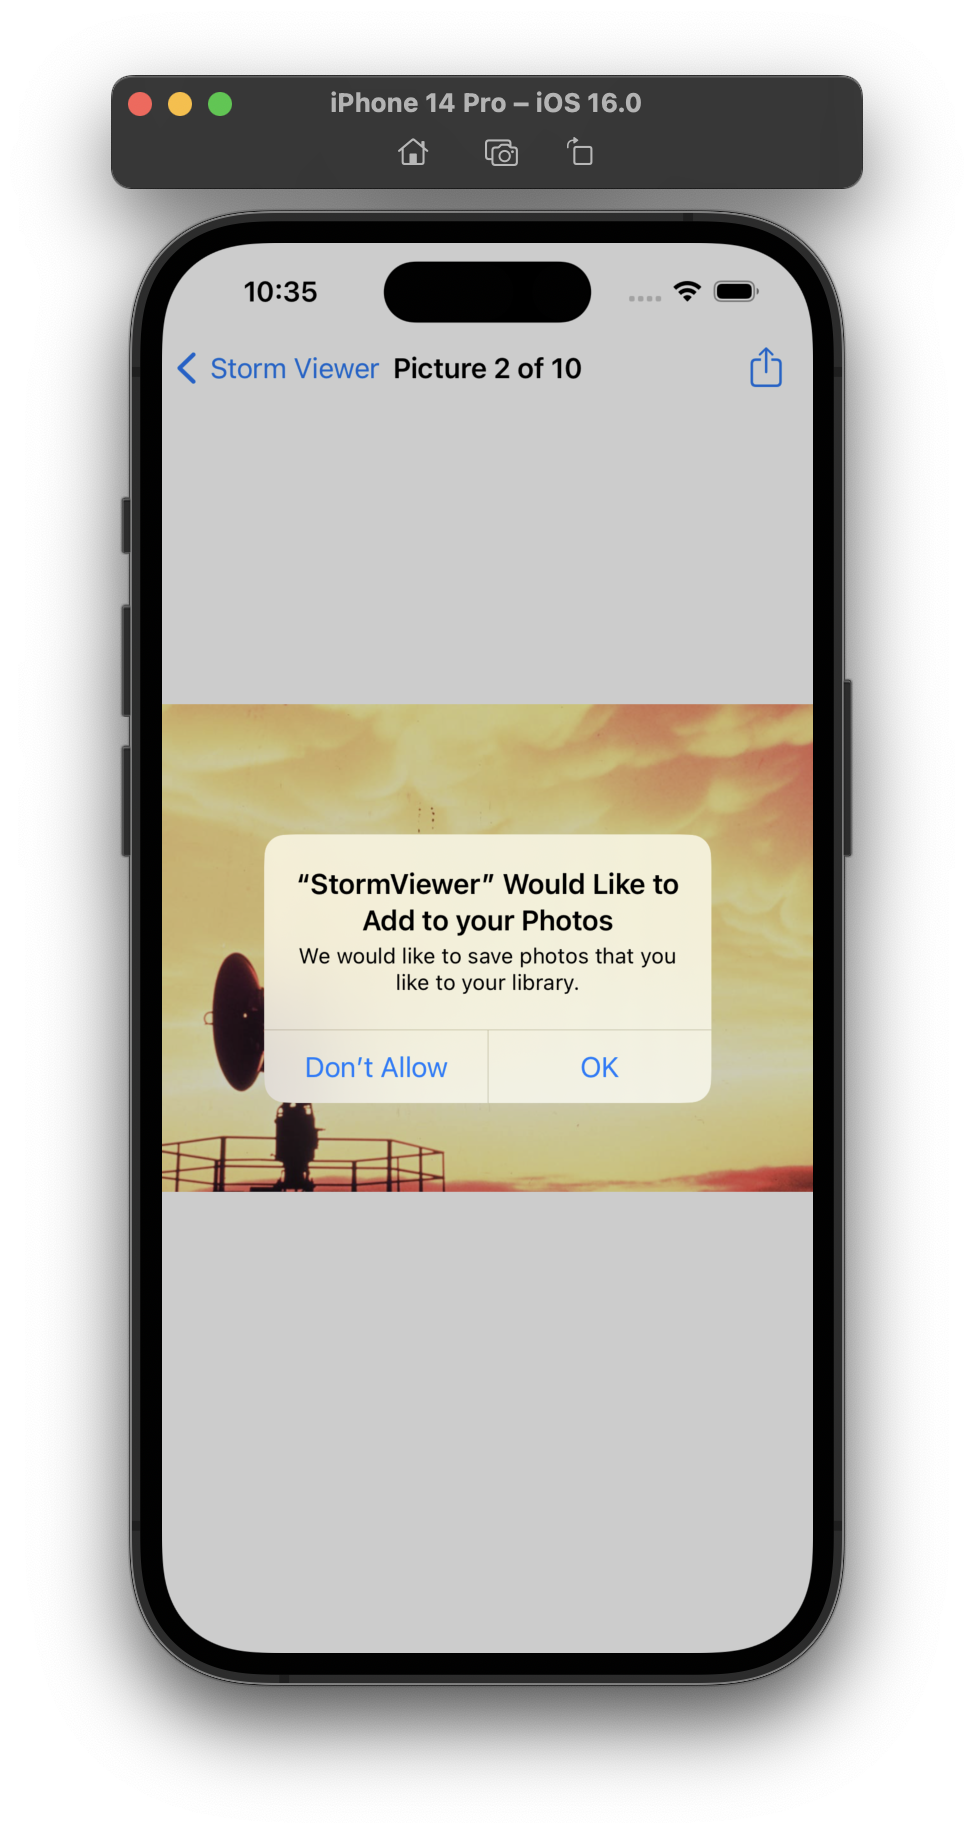 iPhone 14 Pro – iOS 16.0
10:35
Storm Viewer Picture 2 of 10
“StormViewer” Would Like to
Add to your Photos
We would like to save photos that you
like to your library.
Don’t Allow OK